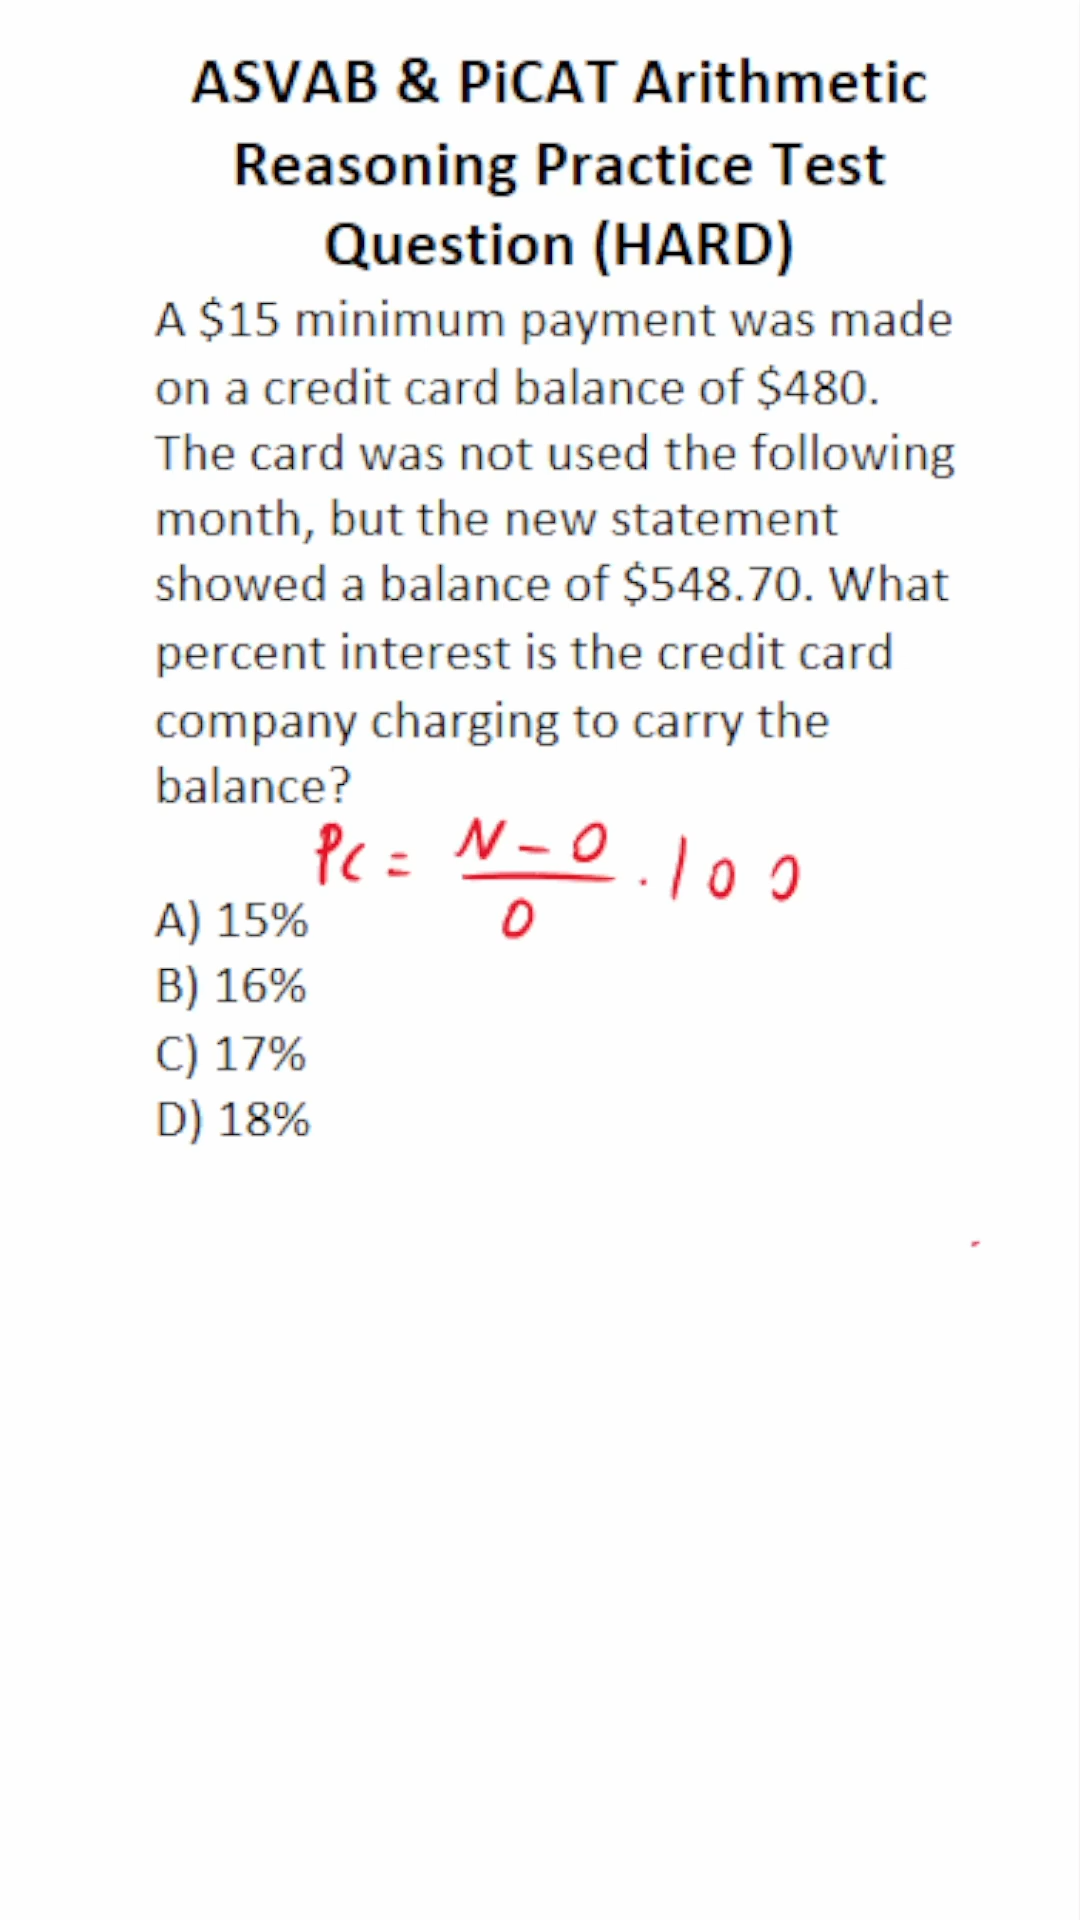 ASVAB & PiCAT Arithmetic
Reasoning Practice Test
Question (HARD)
A $15 minimum payment was made
on a credit card balance of $480.
The card was not used the following
month, but the new statement
showed a balance of $548.70. What
percent interest is the credit card
company charging to carry the
balance?
PC = N - O / O . 100
A) 15%
B) 16%
C) 17%
D) 18%